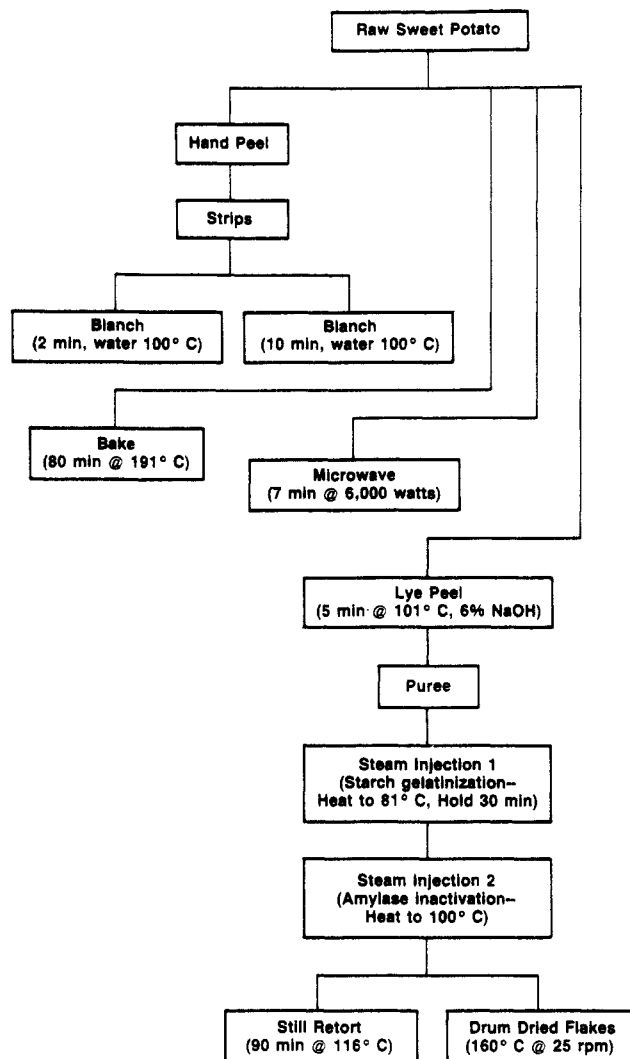 Raw Sweet Potato
Hand Peel
Strips
Blanch
(2 min, water 100° C)
Blanch
(10 min, water 100° C)
Bake
(80 min @ 191° C)
Microwave
(7 min @ 6,000 watts)
Lye Peel
(5 min @ 101° C, 6% NaOH)
Puree
Steam Injection 1
(Starch gelatinization–
Heat to 81° C, Hold 30 min)
Steam Injection 2
(Amylase inactivation–
Heat to 100° C)
Still Retort
(90 min @ 116° C)
Drum Dried Flakes
(160° C @ 25 rpm)